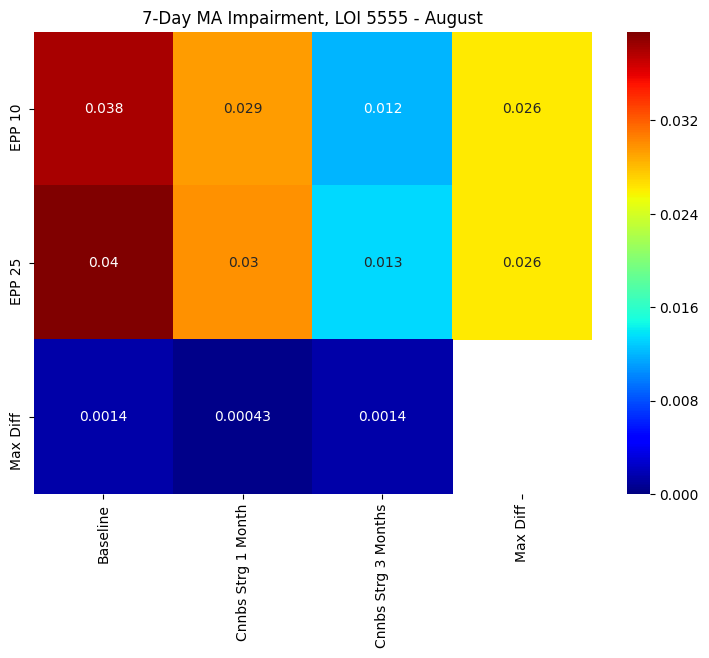 7-Day MA Impairment, LOI 5555 - August
EPP 10
0.038
0.029
0.012
0.026
EPP 25
0.04
0.03
0.013
0.026
Max Diff
0.0014
0.00043
0.0014
Baseline
Cnnbs Strg 1 Month
Cnnbs Strg 3 Months
Max Diff
0.032
0.024
0.016
0.008
0.000